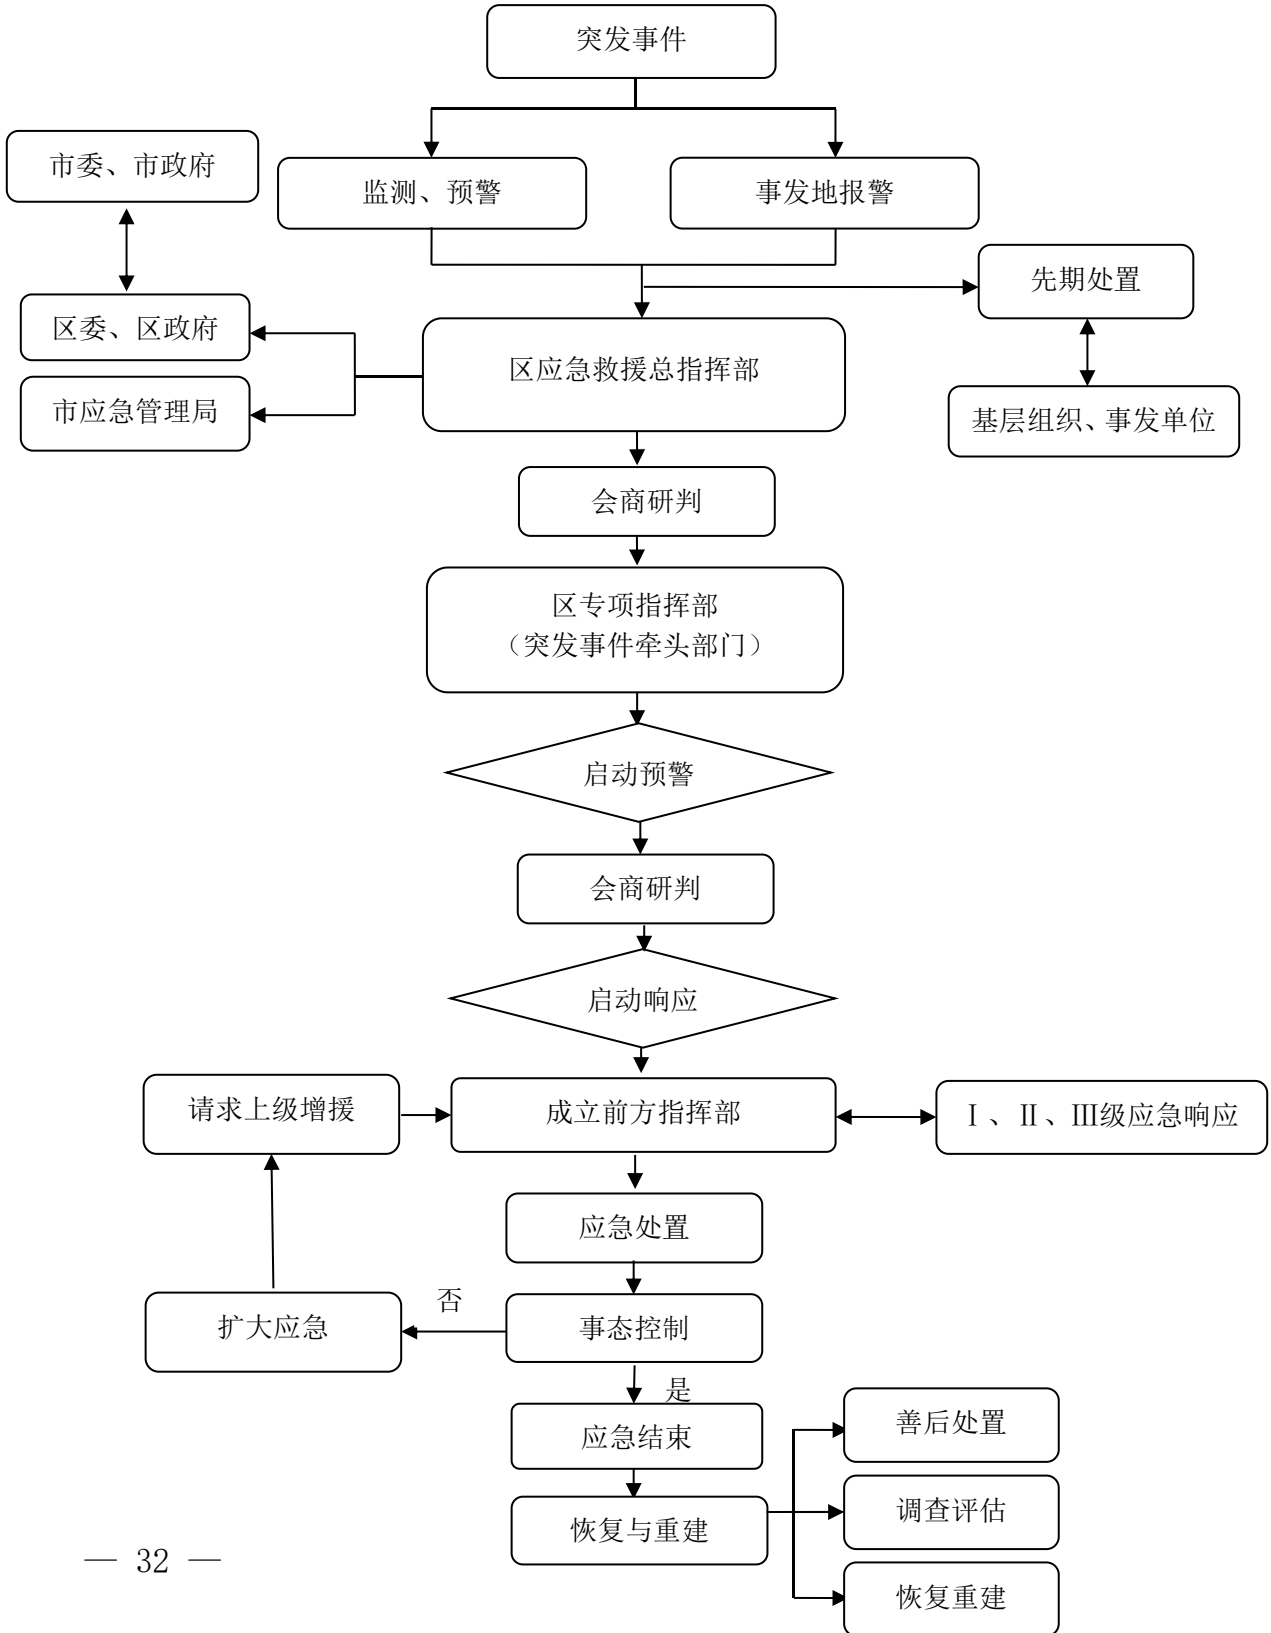 突发事件
市委、市政府
监测、预警
事发地报警
先期处置
区委、区政府
区应急救援总指挥部
市应急管理局
基层组织、事发单位
会商研判
区专项指挥部
（突发事件牵头部门）
启动预警
会商研判
启动响应
请求上级增援
成立前方指挥部
Ⅰ、Ⅱ、Ⅲ级应急响应
应急处置
否
扩大应急
事态控制
是
应急结束
善后处置
恢复与重建
调查评估
恢复重建
— 32 —